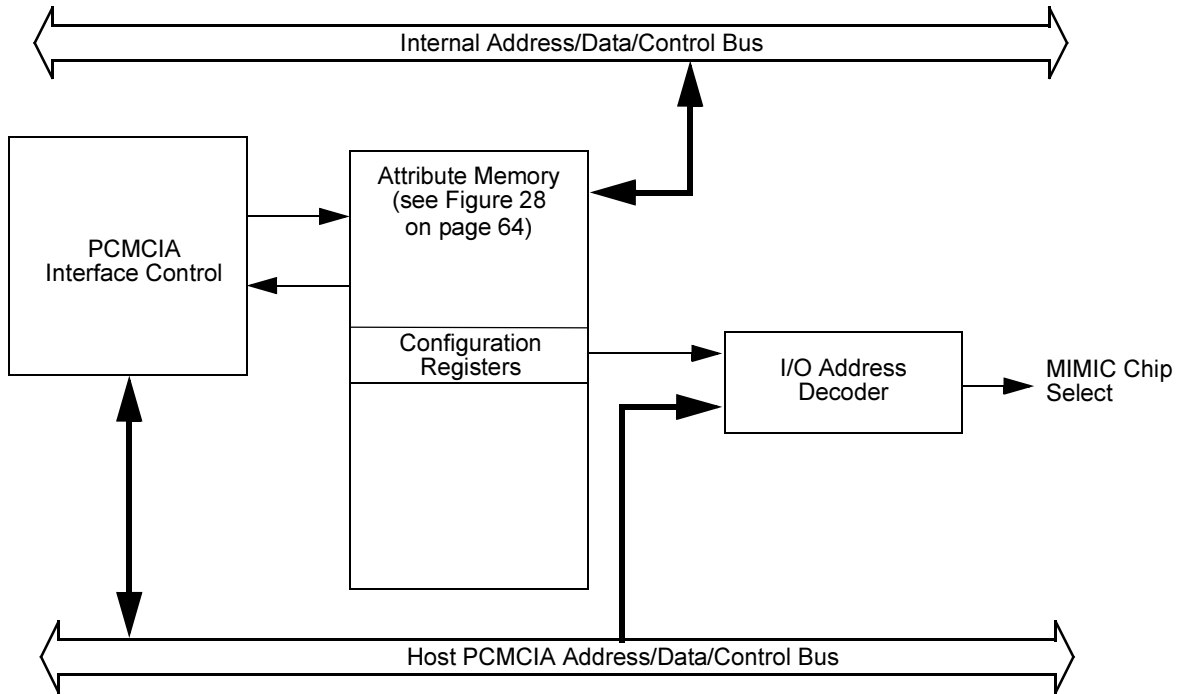 Internal Address/Data/Control Bus
Attribute Memory
(see Figure 28
on page 64)
PCMCIA
Interface Control
Configuration
Registers
I/O Address
Decoder
MIMIC Chip
Select
Host PCMCIA Address/Data/Control Bus